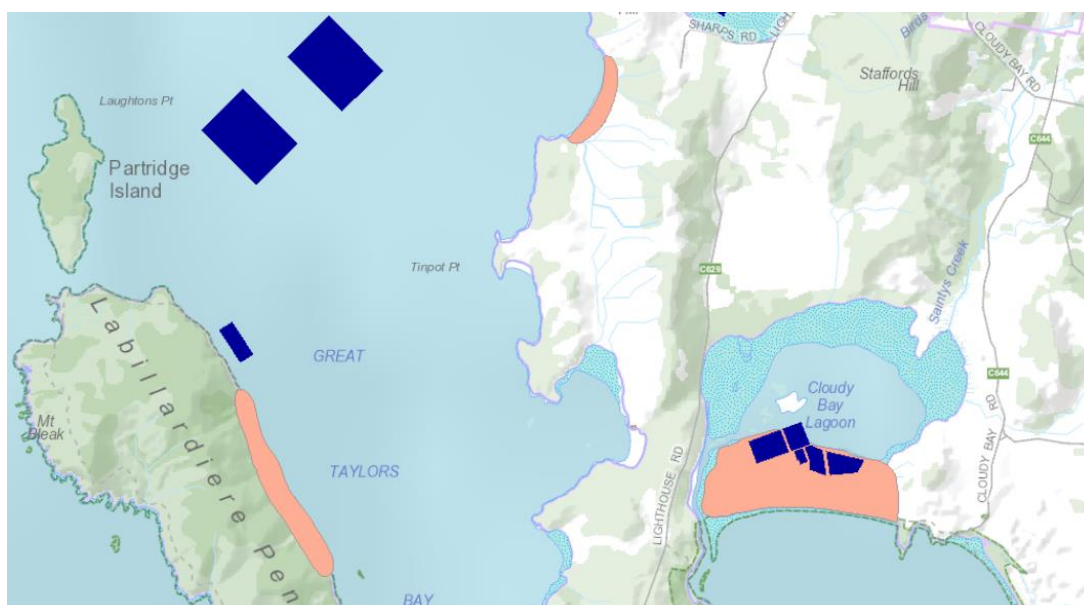 SHARPS RD
Birds
CLOUDY BAY RD
Staffords
Hill
Laughtons Pt
Partridge
Island
C644
Tinpot Pt
C629
Saintys Creek
Labillardiere Pen
GREAT
C644
Cloudy
Bay
Lagoon
Mt
Bleak
TAYLORS
LIGHTHOUSE RD
CLOUDY BAY RD
BAY